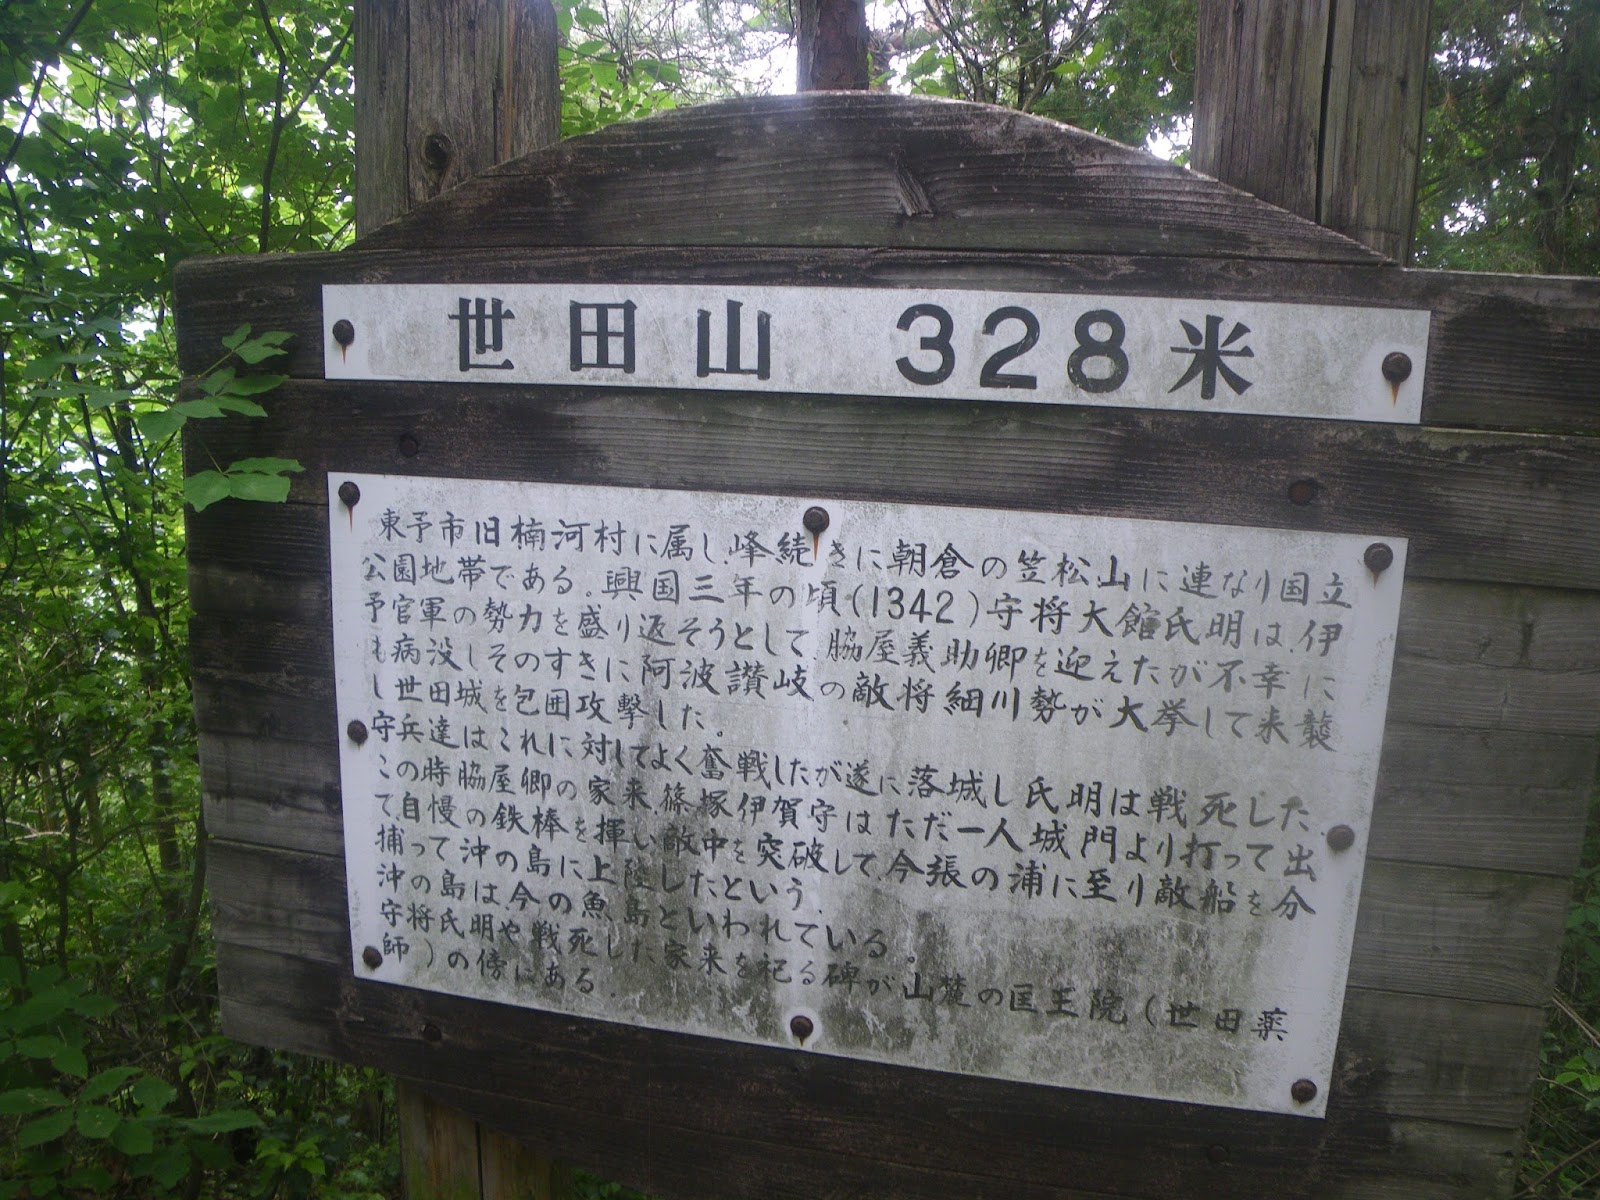 世田山 328米
東予市旧楠河村に属し、峰続きに朝倉の笠松山に連なり国立
公園地帯である。興国三年の頃(1342)守将大館氏明は、伊
予官軍の勢力を盛り返そうとして、脇屋義助卿を迎えたが不幸に
も病没しそのすきに阿波讃岐の敵将細川勢が大挙して来襲
し世田城を包囲攻撃した。
守兵達はこれに対してよく奮戦したが遂に落城し氏明は戦死した。
この時脇屋卿の家来、篠塚伊賀守はただ一人城門より打って出
て、自慢の鉄棒を揮い敵中を突破して、今張の浦に至り敵船を分
捕って沖の島に上陸したという、
沖の島は今の魚島といわれている。
守将氏明や戦死した家来を祀る碑が山麓の医王院(世田薬
師)の傍にある。